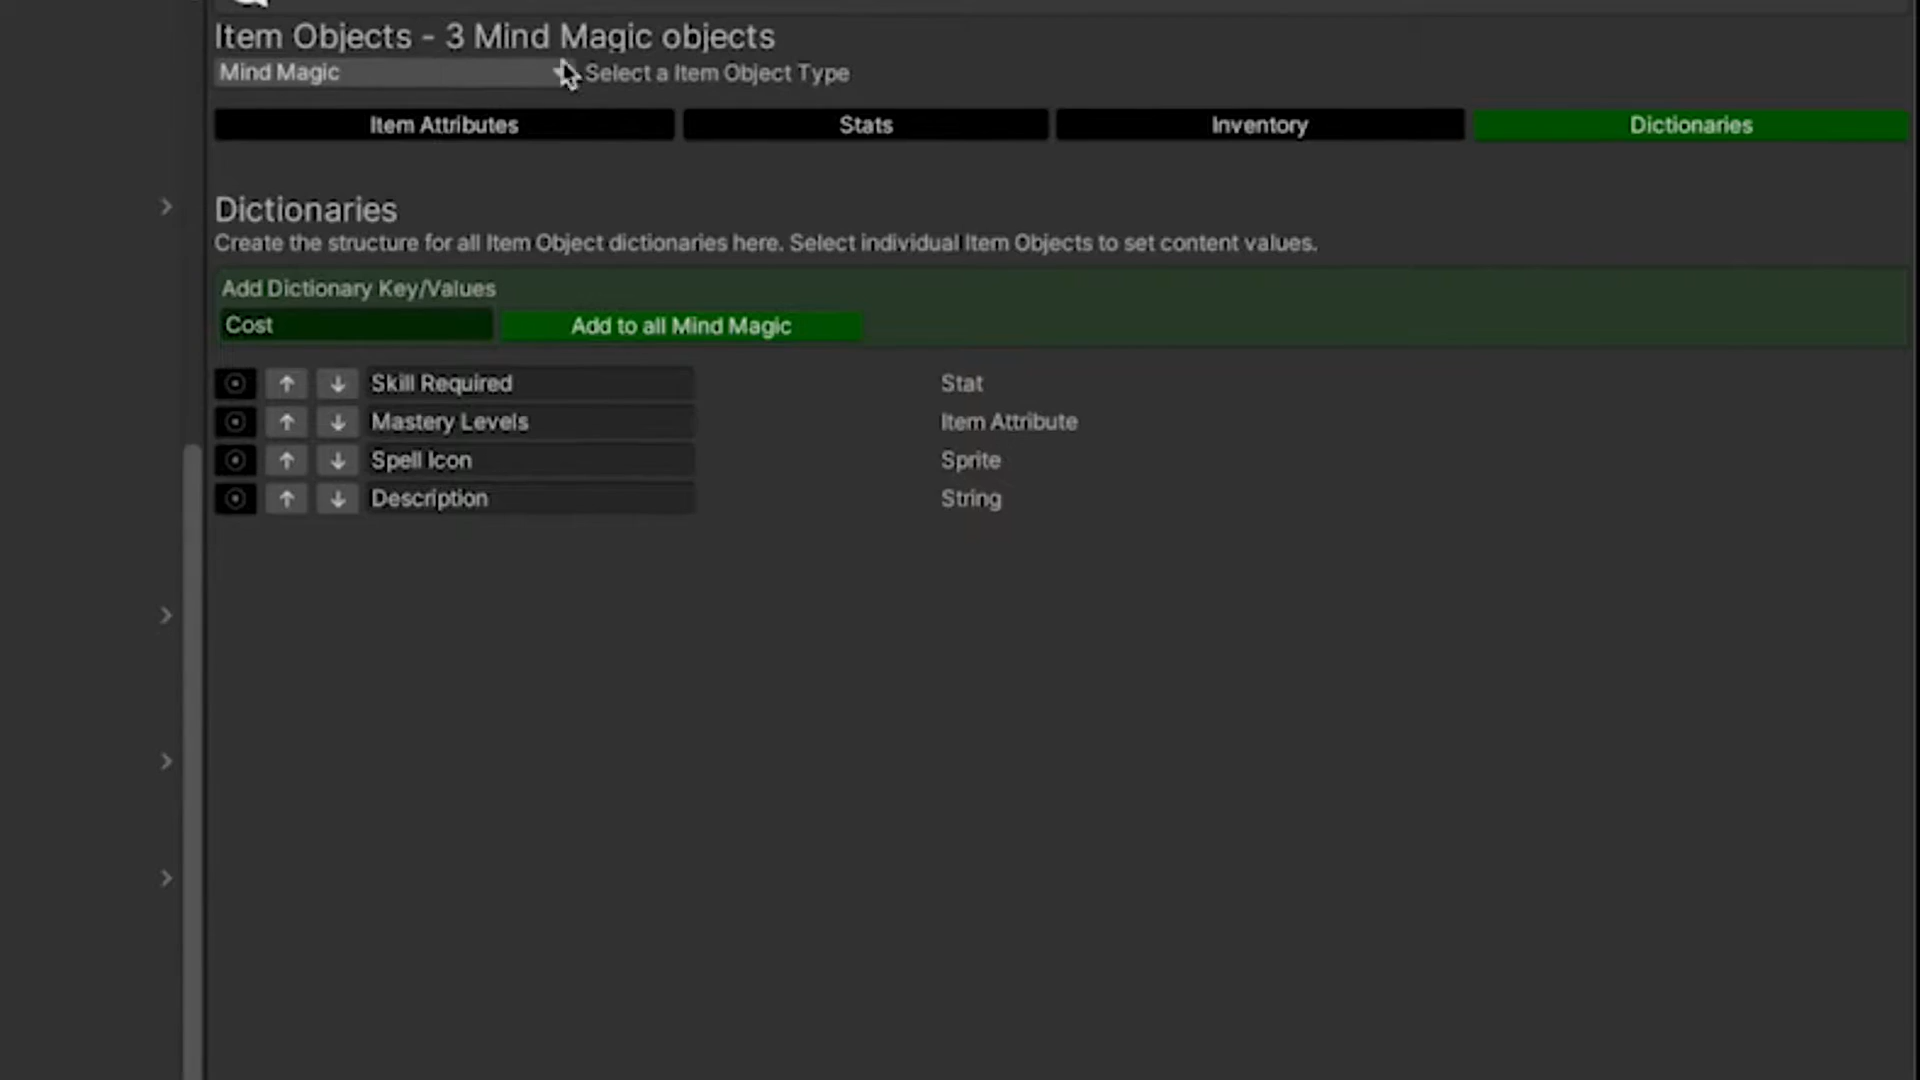 Item Objects - 3 Mind Magic objects
Mind Magic Select a Item Object Type
Item Attributes Stats Inventory Dictionaries
Dictionaries
Create the structure for all Item Object dictionaries here. Select individual Item Objects to set content values.
Add Dictionary Key/Values
Cost Add to all Mind Magic
Skill Required Stat
Mastery Levels Item Attribute
Spell Icon Sprite
Description String